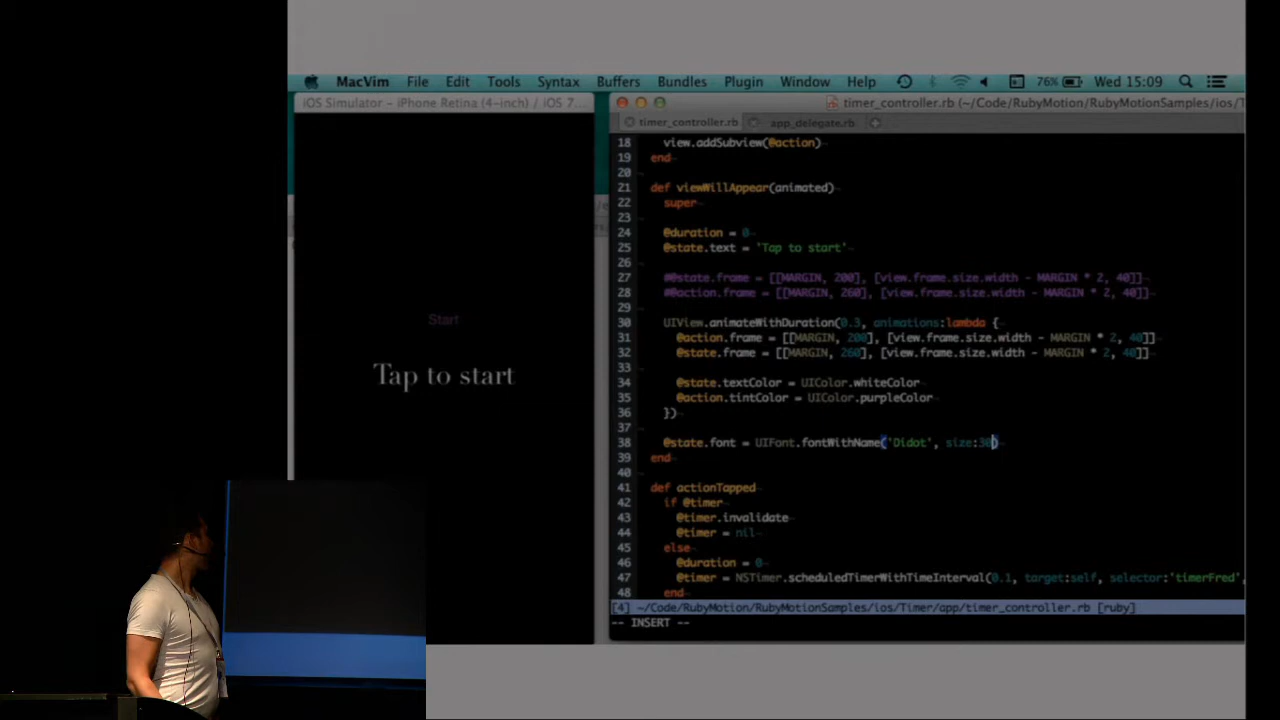 MacVim File Edit Tools Syntax Buffers Bundles Plugin Window Help 76% Wed 15:09
iOS Simulator - iPhone Retina (4-inch) / iOS 7...
Start
Tap to start
timer_controller.rb (~/Code/RubyMotion/RubyMotionSamples/ios/T
timer_controller.rb app_delegate.rb
18 view.addSubview(@action)
19 end
20
21 def viewWillAppear(animated)
22 super
23
24 @duration = 0
25 @state.text = 'Tap to start'
26
27 #@state.frame = [[MARGIN, 200], [view.frame.size.width - MARGIN * 2, 40]]
28 #@action.frame = [[MARGIN, 260], [view.frame.size.width - MARGIN * 2, 40]]
29
30 UIView.animateWithDuration(0.3, animations:lambda {
31 @action.frame = [[MARGIN, 200], [view.frame.size.width - MARGIN * 2, 40]]
32 @state.frame = [[MARGIN, 260], [view.frame.size.width - MARGIN * 2, 40]]
33
34 @state.textColor = UIColor.whiteColor
35 @action.tintColor = UIColor.purpleColor
36 })
37
38 @state.font = UIFont.fontWithName('Didot', size:30)
39 end
40
41 def actionTapped
42 if @timer
43 @timer.invalidate
44 @timer = nil
45 else
46 @duration = 0
47 @timer = NSTimer.scheduledTimerWithTimeInterval(0.1, target:self, selector:'timerFred',
48 end
[4] ~/Code/RubyMotion/RubyMotionSamples/ios/Timer/app/timer_controller.rb [ruby]
-- INSERT --